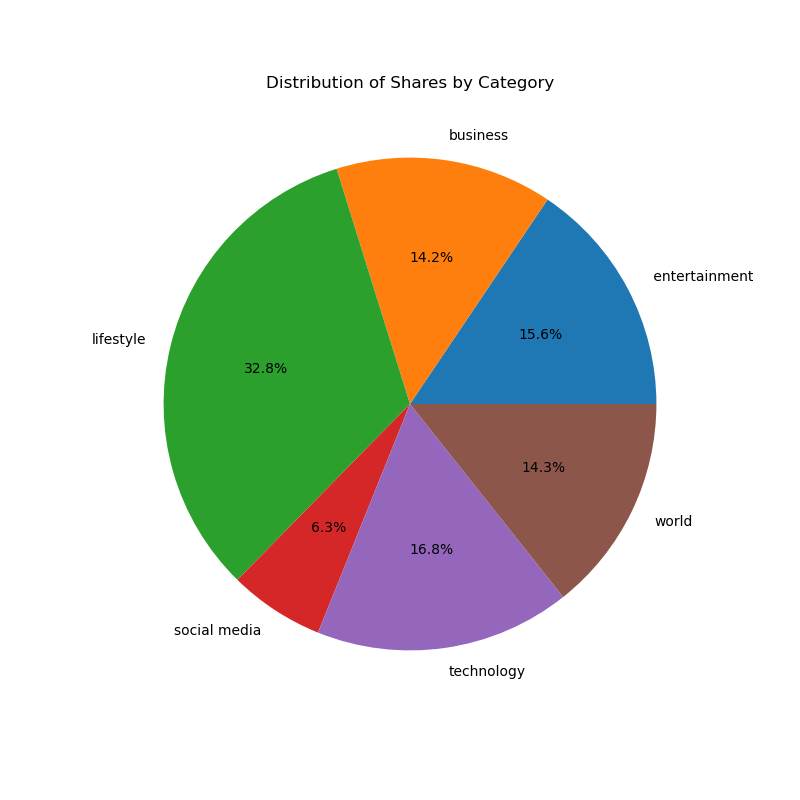 Distribution of Shares by Category
business
14.2%
entertainment
15.6%
lifestyle
32.8%
14.3%
world
6.3%
16.8%
social media
technology